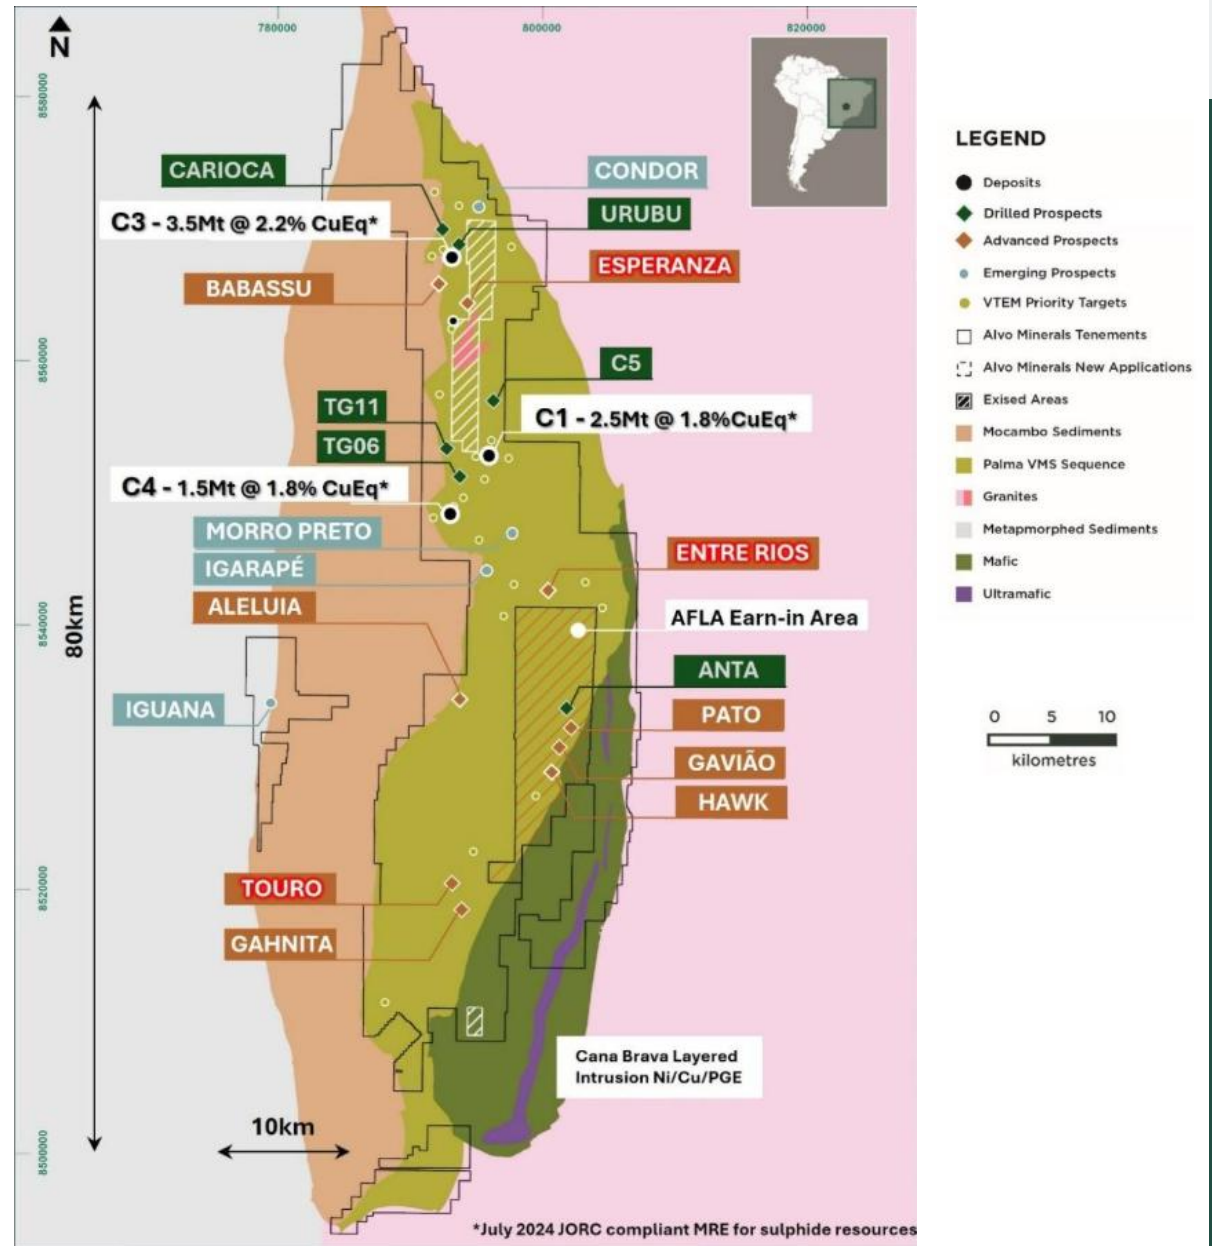 780000
800000
820000
N
8580000
8560000
8540000
8520000
8500000
80km
CARIOCA
CONDOR
C3 - 3.5Mt @ 2.2% CuEq*
URUBU
ESPERANZA
BABASSU
C5
TG11
C1 - 2.5Mt @ 1.8%CuEq*
TG06
C4 - 1.5Mt @ 1.8% CuEq*
MORRO PRETO
ENTRE RIOS
IGARAPÉ
ALELUIA
AFLA Earn-in Area
ANTA
IGUANA
PATO
GAVIÃO
HAWK
TOURO
GAHNITA
Cana Brava Layered
Intrusion Ni/Cu/PGE
10km
*July 2024 JORC compliant MRE for sulphide resources
LEGEND
Deposits
Drilled Prospects
Advanced Prospects
Emerging Prospects
VTEM Priority Targets
Alvo Minerals Tenements
Alvo Minerals New Applications
Exised Areas
Mocambo Sediments
Palma VMS Sequence
Granites
Metapmorphed Sediments
Mafic
Ultramafic
0 5 10
kilometres